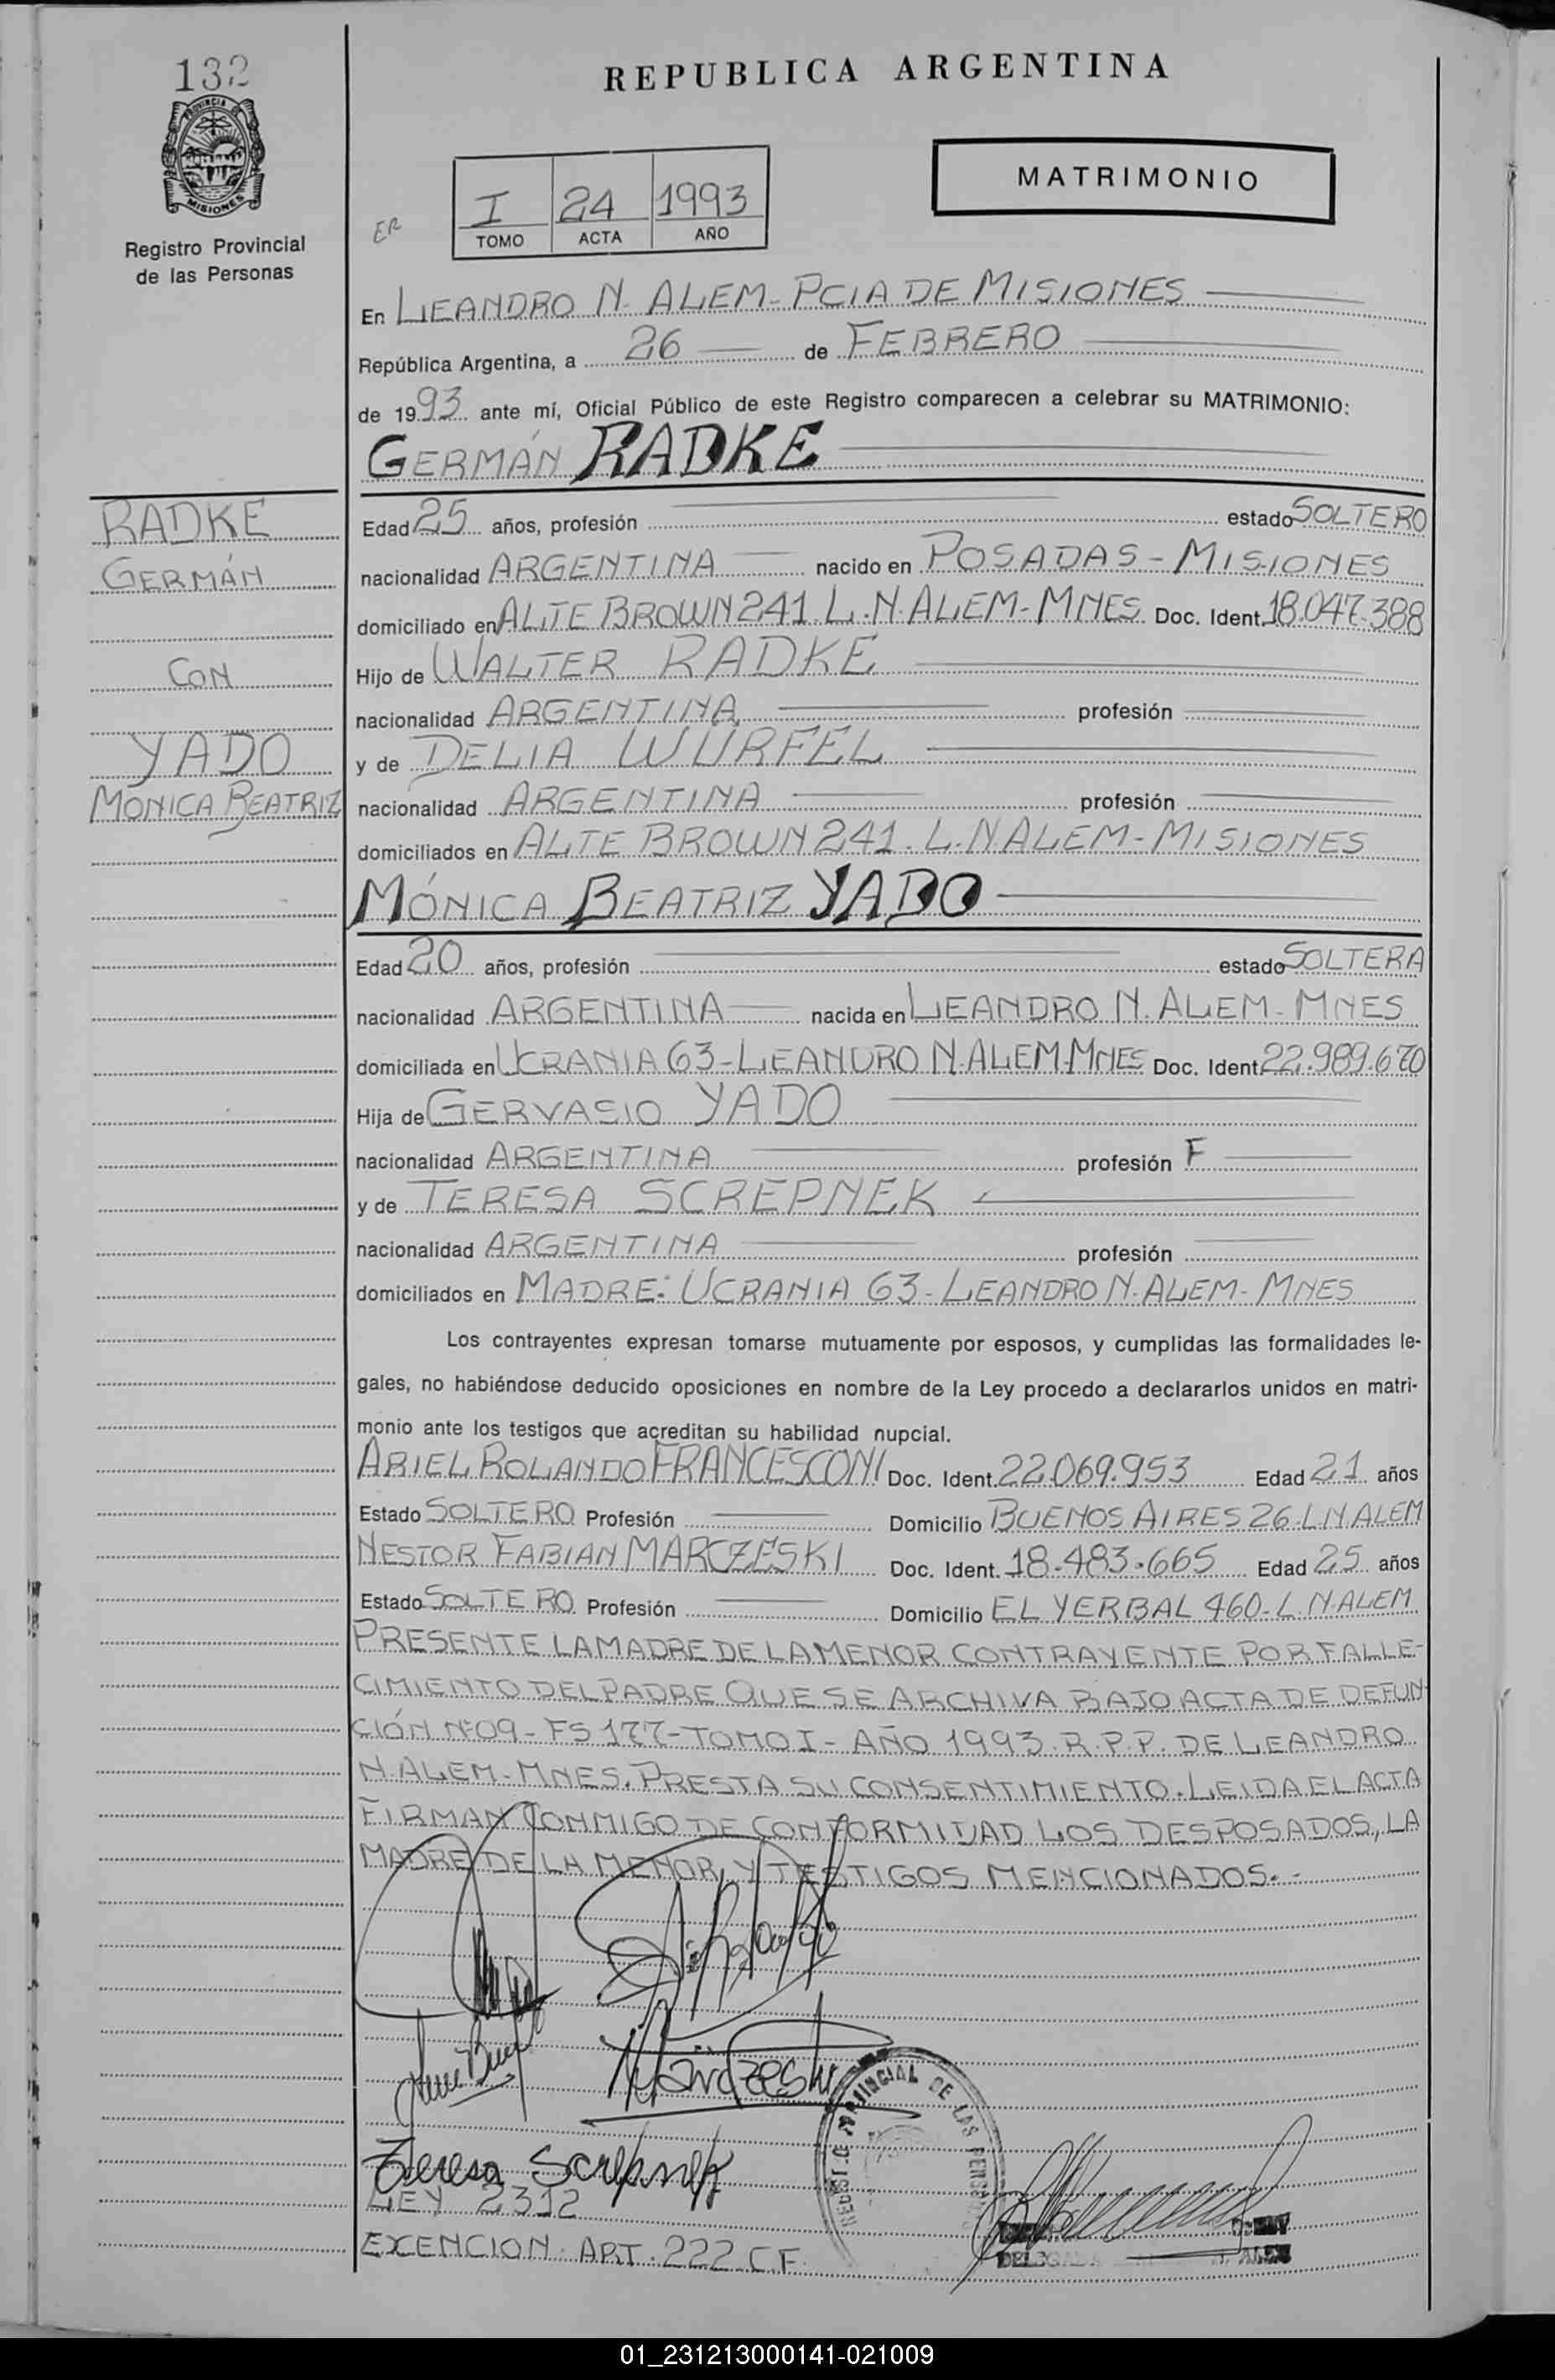 132
REPUBLICA ARGENTINA
PROVINCIA DE
MISIONES
Registro Provincial
de las Personas
ER
I 24 1993
TOMO ACTA AÑO
MATRIMONIO
En LEANDRO N. ALEM - PCIA DE MISIONES
República Argentina, a 26 de FEBRERO
de 1993 ante mí, Oficial Público de este Registro comparecen a celebrar su MATRIMONIO:
GERMÁN RADKE
RADKE
GERMÁN
CON
YADO
MONICA BEATRIZ
Edad 25 años, profesión estado SOLTERO
nacionalidad ARGENTINA nacido en POSADAS - MISIONES
domiciliado en ALTE BROWN 241. L.N. ALEM - MNES. Doc. Ident. 18.047.388
Hijo de WALTER RADKE
nacionalidad ARGENTINA profesión
y de DELIA WÜRFEL
nacionalidad ARGENTINA profesión
domiciliados en ALTE BROWN 241. L.N ALEM - MISIONES
MÓNICA BEATRIZ YADO
Edad 20 años, profesión estado SOLTERA
nacionalidad ARGENTINA nacida en LEANDRO N. ALEM - MNES
domiciliada en UCRANIA 63 - LEANDRO N. ALEM - MNES Doc. Ident. 22.989.670
Hija de GERVASIO YADO
nacionalidad ARGENTINA profesión F
y de TERESA SCREPNEK
nacionalidad ARGENTINA profesión
domiciliados en MADRE: UCRANIA 63 - LEANDRO N. ALEM - MNES
Los contrayentes expresan tomarse mutuamente por esposos, y cumplidas las formalidades le-
gales, no habiéndose deducido oposiciones en nombre de la Ley procedo a declararlos unidos en matri-
monio ante los testigos que acreditan su habilidad nupcial.
ARIEL ROLANDO FRANCESCONI Doc. Ident. 22.069.953 Edad 21 años
Estado SOLTERO Profesión Domicilio BUENOS AIRES 26 - L.N ALEM
NESTOR FABIAN MARCZESKI Doc. Ident. 18.483.665 Edad 25 años
Estado SOLTERO Profesión Domicilio EL YERBAL 460 - L.N. ALEM
PRESENTE LA MADRE DE LA MENOR CONTRAYENTE POR FALLE-
CIMIENTO DEL PADRE QUE SE ARCHIVA BAJO ACTA DE DEFUN-
CIÓN Nº 09 - FS 177 - TOMO I - AÑO 1993. R.P.P. DE LEANDRO
N. ALEM - MNES. PRESTA SU CONSENTIMIENTO. LEIDA EL ACTA
FIRMAN CONMIGO DE CONFORMIDAD LOS DESPOSADOS, LA
MADRE DE LA MENOR, Y TESTIGOS MENCIONADOS. -
Marczeski
REGISTRO PROVINCIAL DE LAS PERSONAS
Teresa Screpnek
LEY 2312
EXENCION ART. 222 C.F.
01_231213000141-021009